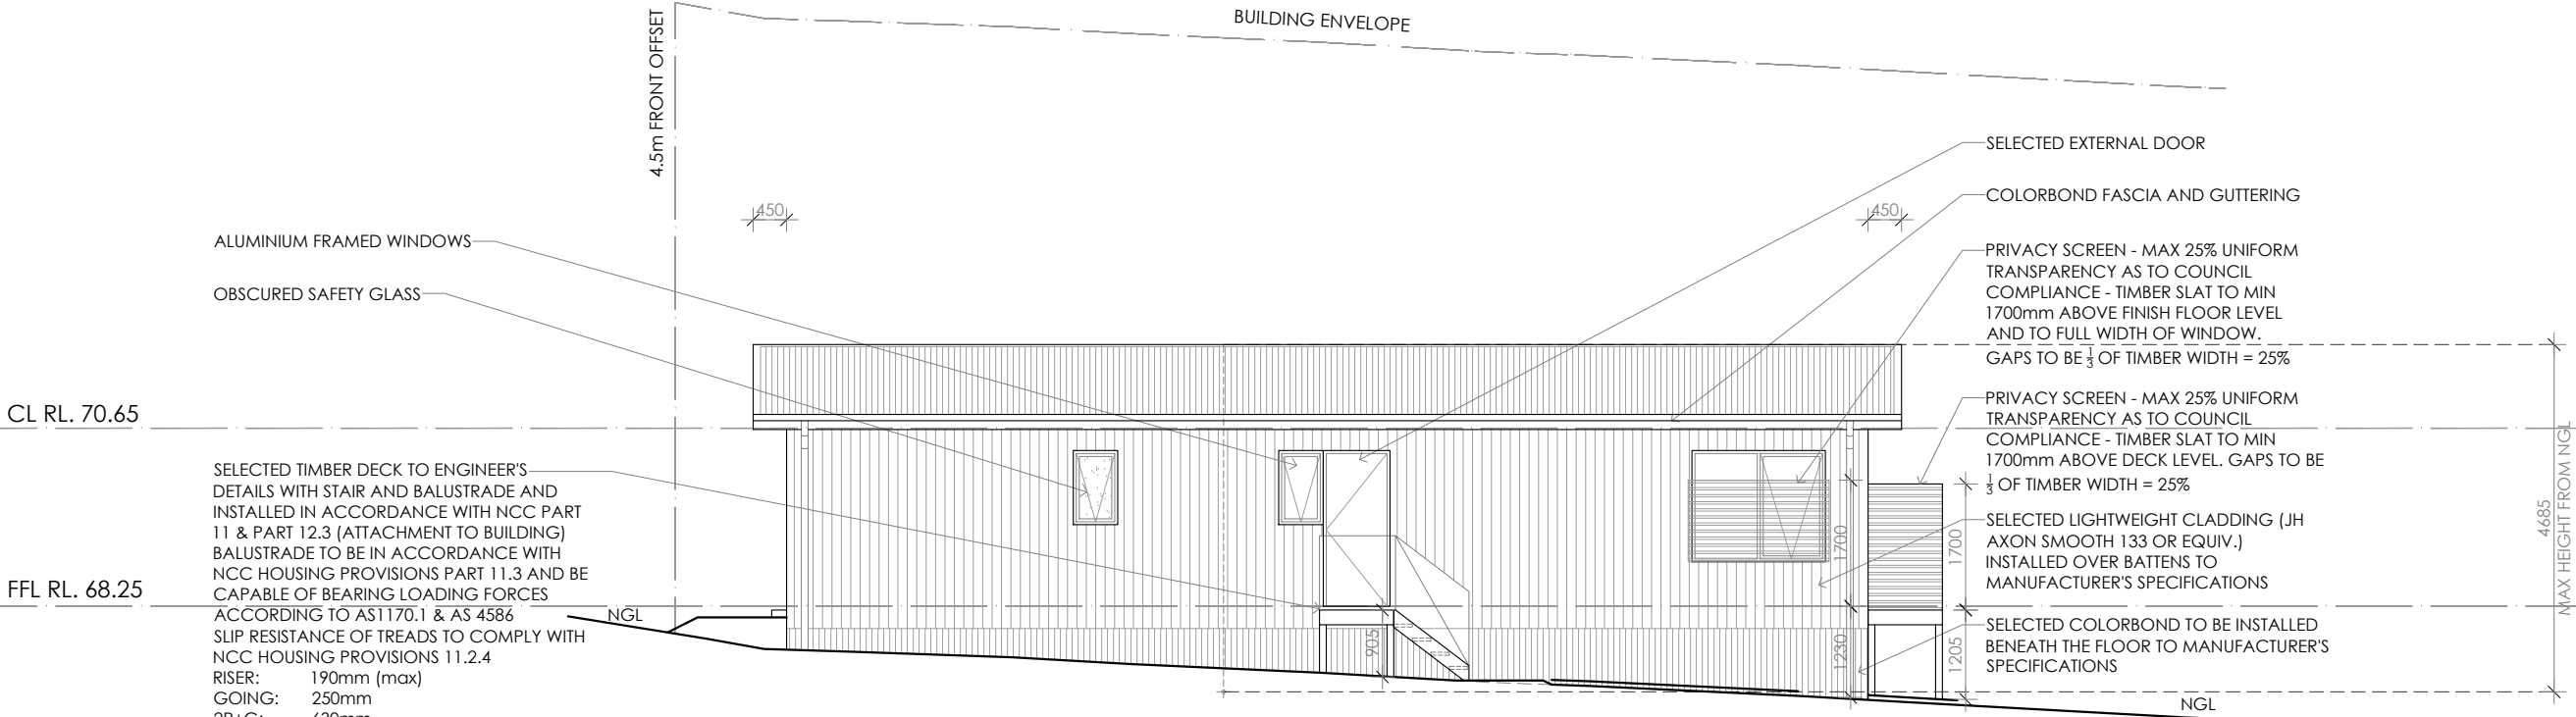 BUILDING ENVELOPE
4.5m FRONT OFFSET
450
450
ALUMINIUM FRAMED WINDOWS
OBSCURED SAFETY GLASS
CL RL. 70.65
SELECTED TIMBER DECK TO ENGINEER'S
DETAILS WITH STAIR AND BALUSTRADE AND
INSTALLED IN ACCORDANCE WITH NCC PART
11 & PART 12.3 (ATTACHMENT TO BUILDING)
BALUSTRADE TO BE IN ACCORDANCE WITH
NCC HOUSING PROVISIONS PART 11.3 AND BE
CAPABLE OF BEARING LOADING FORCES
ACCORDING TO AS1170.1 & AS 4586
SLIP RESISTANCE OF TREADS TO COMPLY WITH
NCC HOUSING PROVISIONS 11.2.4
RISER: 190mm (max)
GOING: 250mm
2R+G: 630mm
FFL RL. 68.25
NGL
905
1700
1230
1700
1205
SELECTED EXTERNAL DOOR
COLORBOND FASCIA AND GUTTERING
PRIVACY SCREEN - MAX 25% UNIFORM
TRANSPARENCY AS TO COUNCIL
COMPLIANCE - TIMBER SLAT TO MIN
1700mm ABOVE FINISH FLOOR LEVEL
AND TO FULL WIDTH OF WINDOW.
GAPS TO BE 1/3 OF TIMBER WIDTH = 25%
PRIVACY SCREEN - MAX 25% UNIFORM
TRANSPARENCY AS TO COUNCIL
COMPLIANCE - TIMBER SLAT TO MIN
1700mm ABOVE DECK LEVEL. GAPS TO BE
1/3 OF TIMBER WIDTH = 25%
SELECTED LIGHTWEIGHT CLADDING (JH
AXON SMOOTH 133 OR EQUIV.)
INSTALLED OVER BATTENS TO
MANUFACTURER'S SPECIFICATIONS
SELECTED COLORBOND TO BE INSTALLED
BENEATH THE FLOOR TO MANUFACTURER'S
SPECIFICATIONS
NGL
4685
MAX HEIGHT FROM NGL